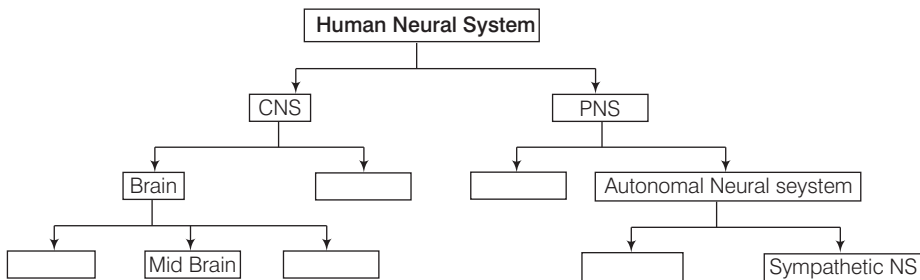 Human Neural System
CNS
PNS
Brain
Autonomal Neural seystem
Mid Brain
Sympathetic NS